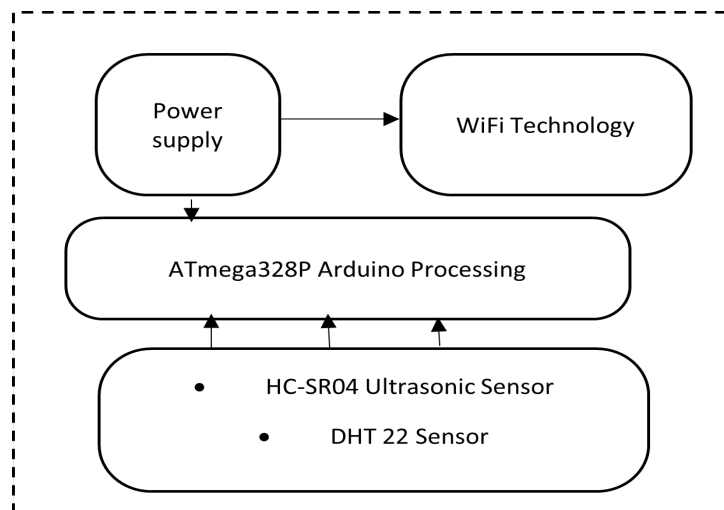 Power
supply
WiFi Technology
ATmega328P Arduino Processing
• HC-SR04 Ultrasonic Sensor
• DHT 22 Sensor